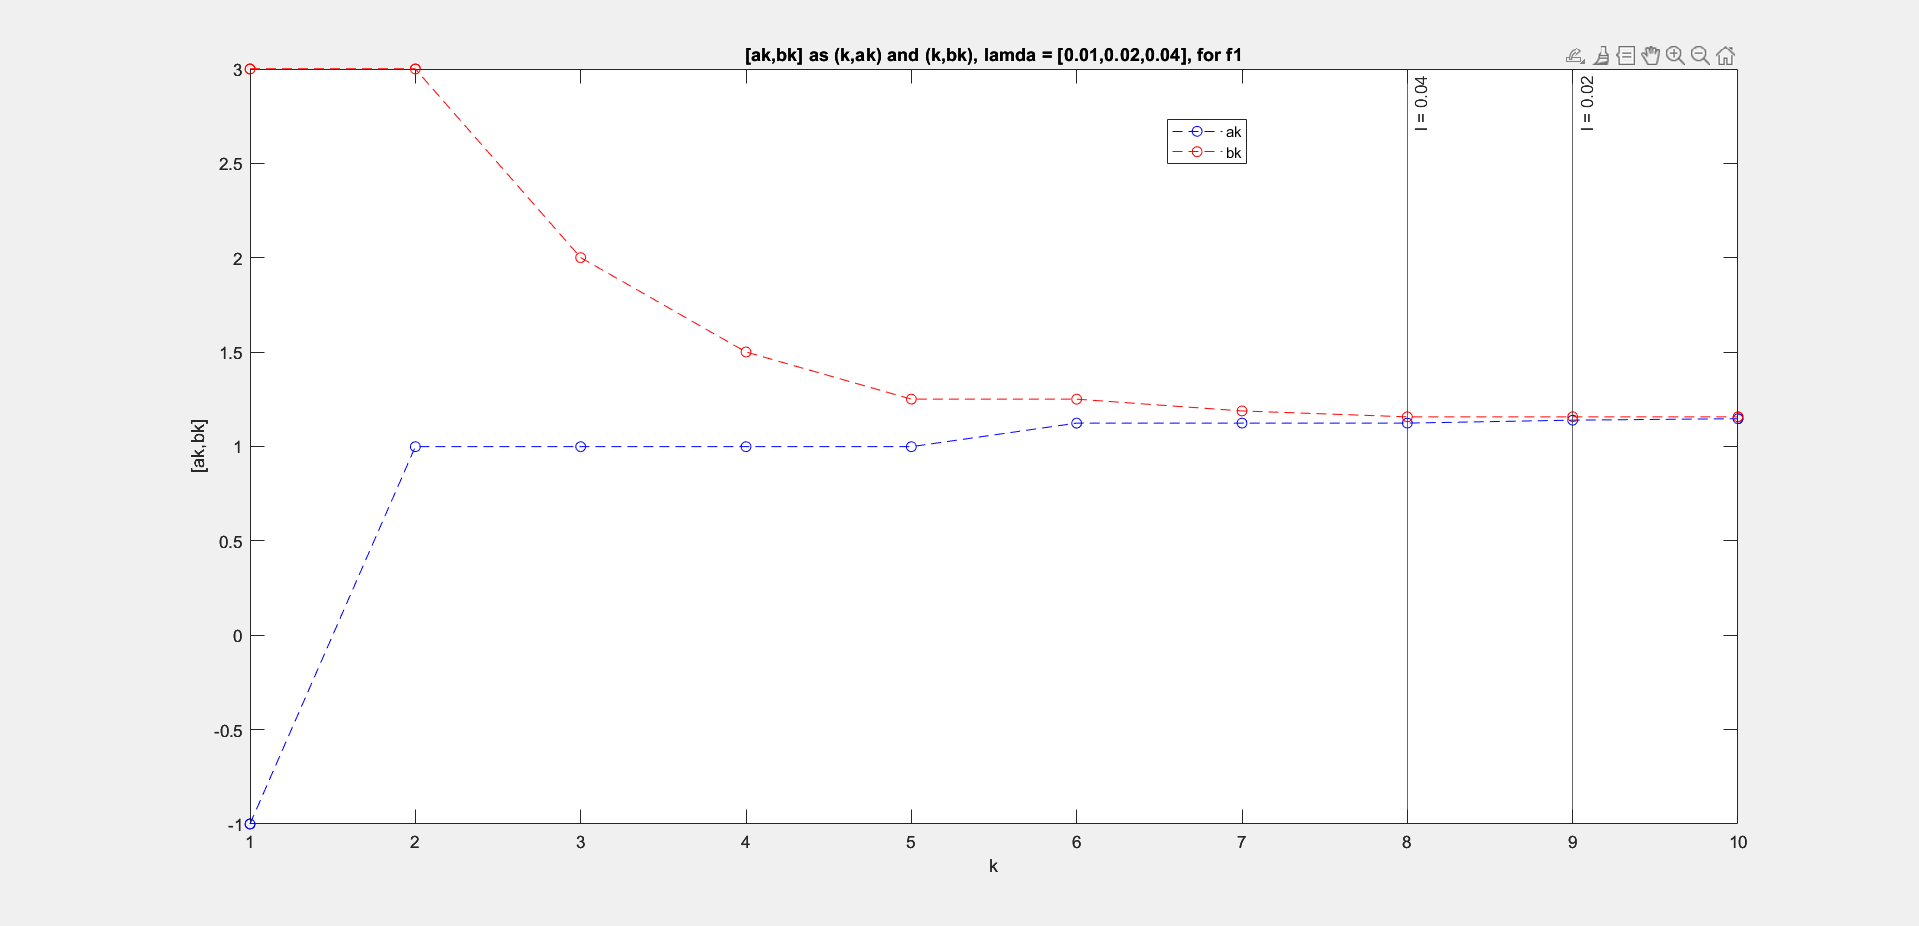 [ak,bk] as (k,ak) and (k,bk), lamda = [0.01,0.02,0.04], for f1
3
2.5
2
1.5
1
0.5
0
-0.5
-1
[ak,bk]
ak
bk
l = 0.04
l = 0.02
1 2 3 4 5 6 7 8 9 10
k